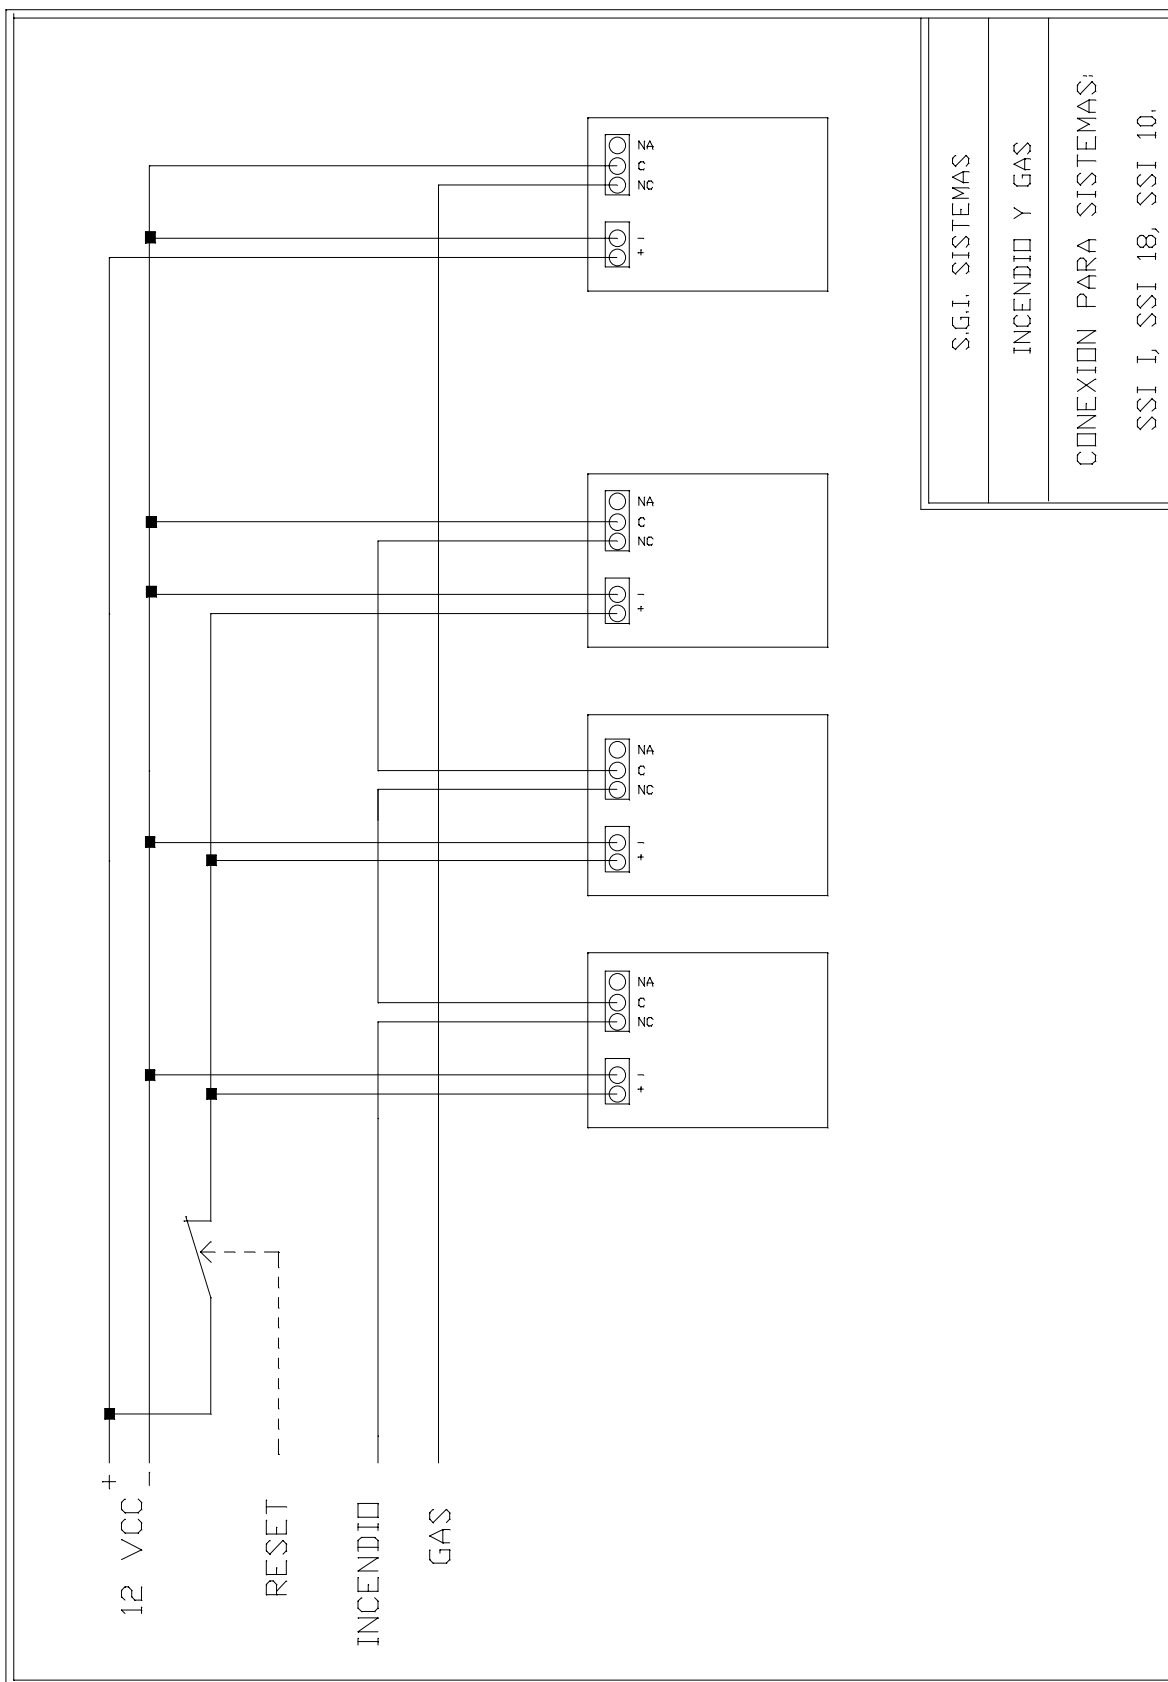 S.G.I. SISTEMAS
INCENDIO Y GAS
CONEXION PARA SISTEMAS:
SSI I, SSI 18, SSI 10.
NA
C
NC
-
+
NA
C
NC
-
+
NA
C
NC
-
+
NA
C
NC
-
+
+
-
12 VCC
RESET
INCENDIO
GAS